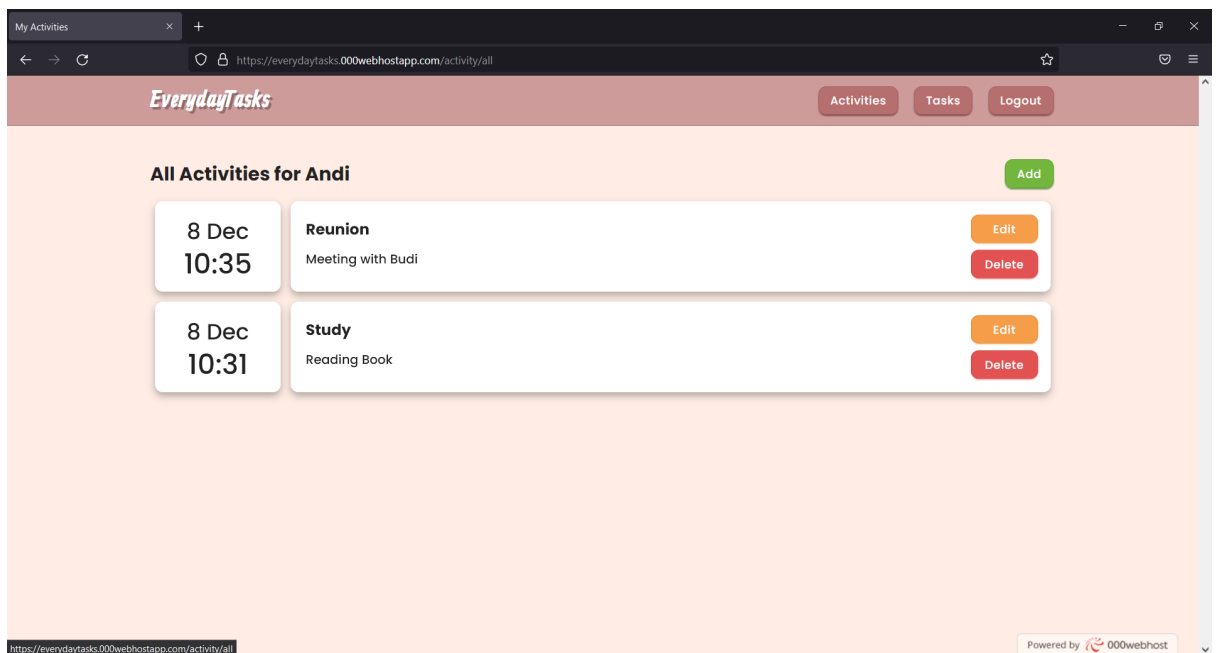 My Activities
https://everydaytasks.000webhostapp.com/activity/all
EverydayTasks
Activities
Tasks
Logout
All Activities for Andi
Add
8 Dec
10:35
Reunion
Meeting with Budi
Edit
Delete
8 Dec
10:31
Study
Reading Book
Edit
Delete
Powered by 000webhost
https://everydaytasks.000webhostapp.com/activity/all